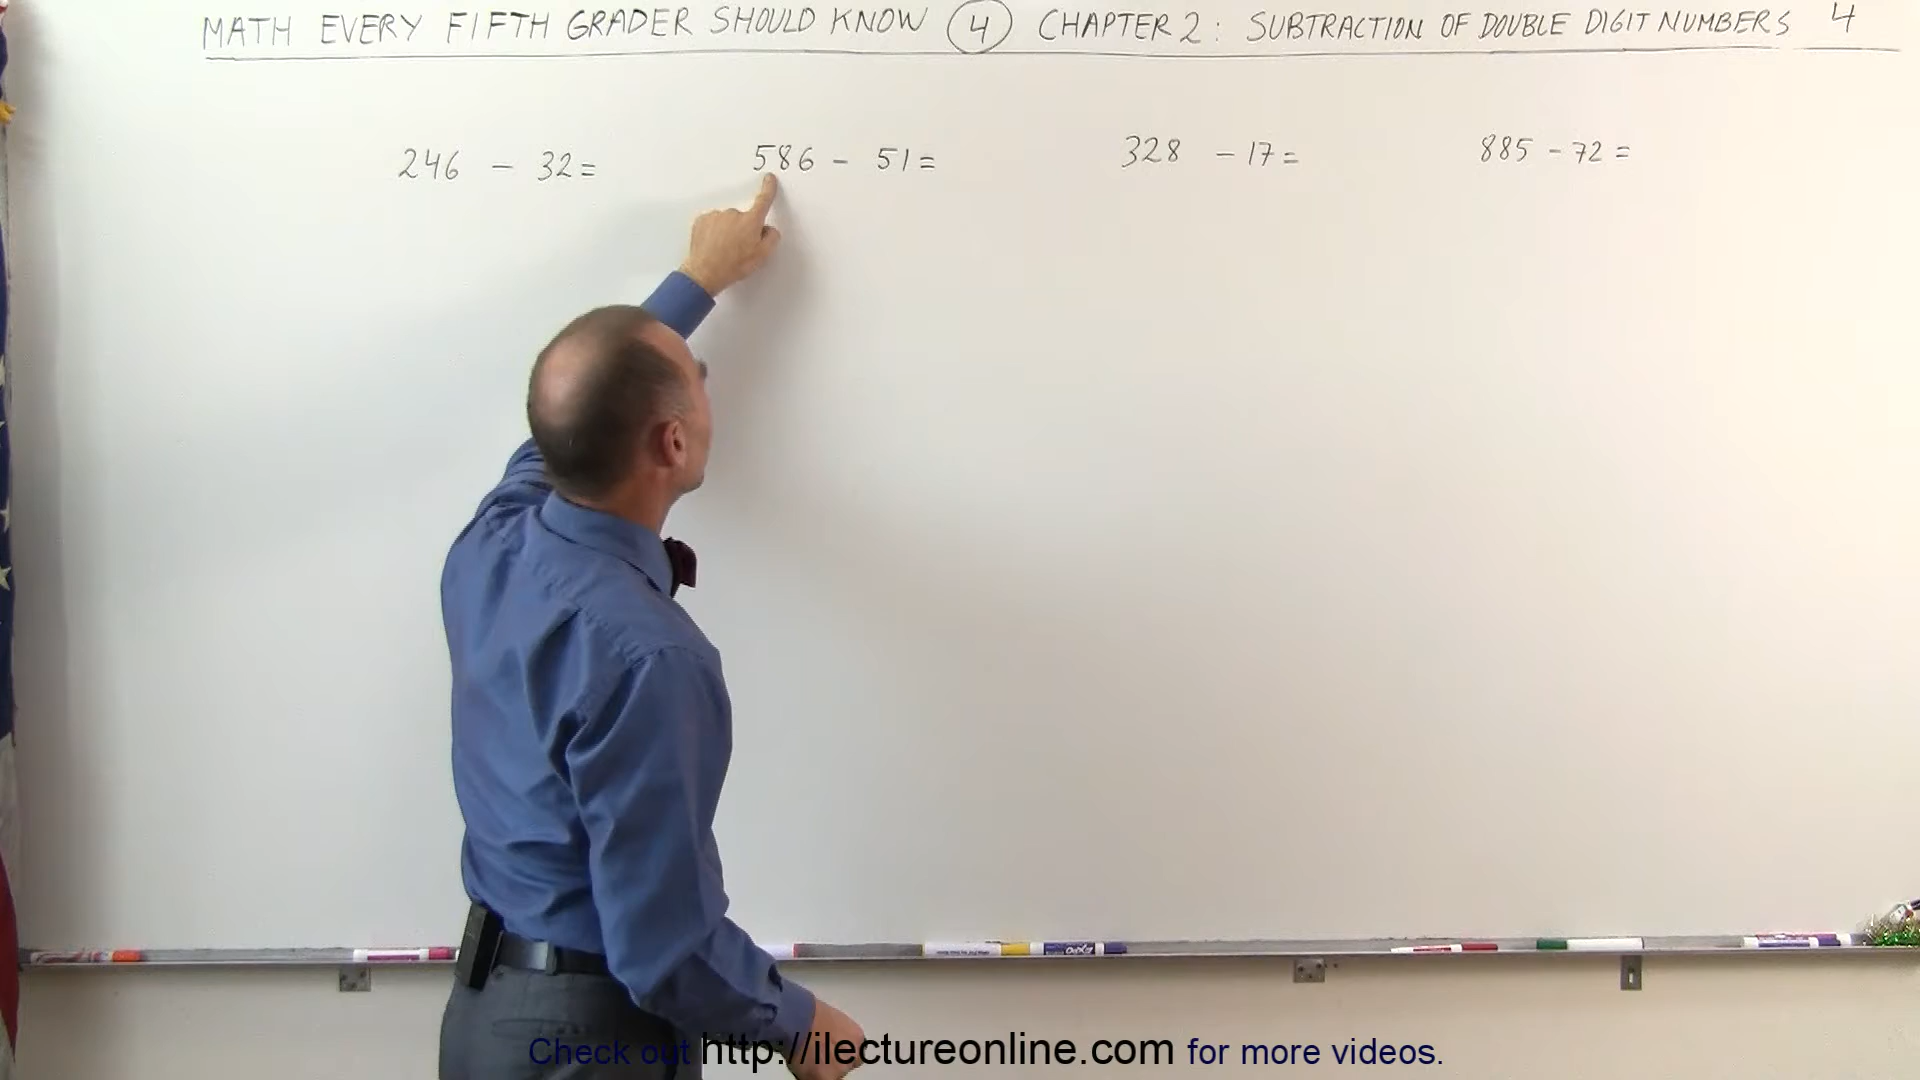 MATH EVERY FIFTH GRADER SHOULD KNOW 4 CHAPTER 2: SUBTRACTION OF DOUBLE DIGIT NUMBERS 4
246 - 32 = 586 - 51 = 328 - 17 = 885 - 72 =
Check out http://ilectureonline.com for more videos.